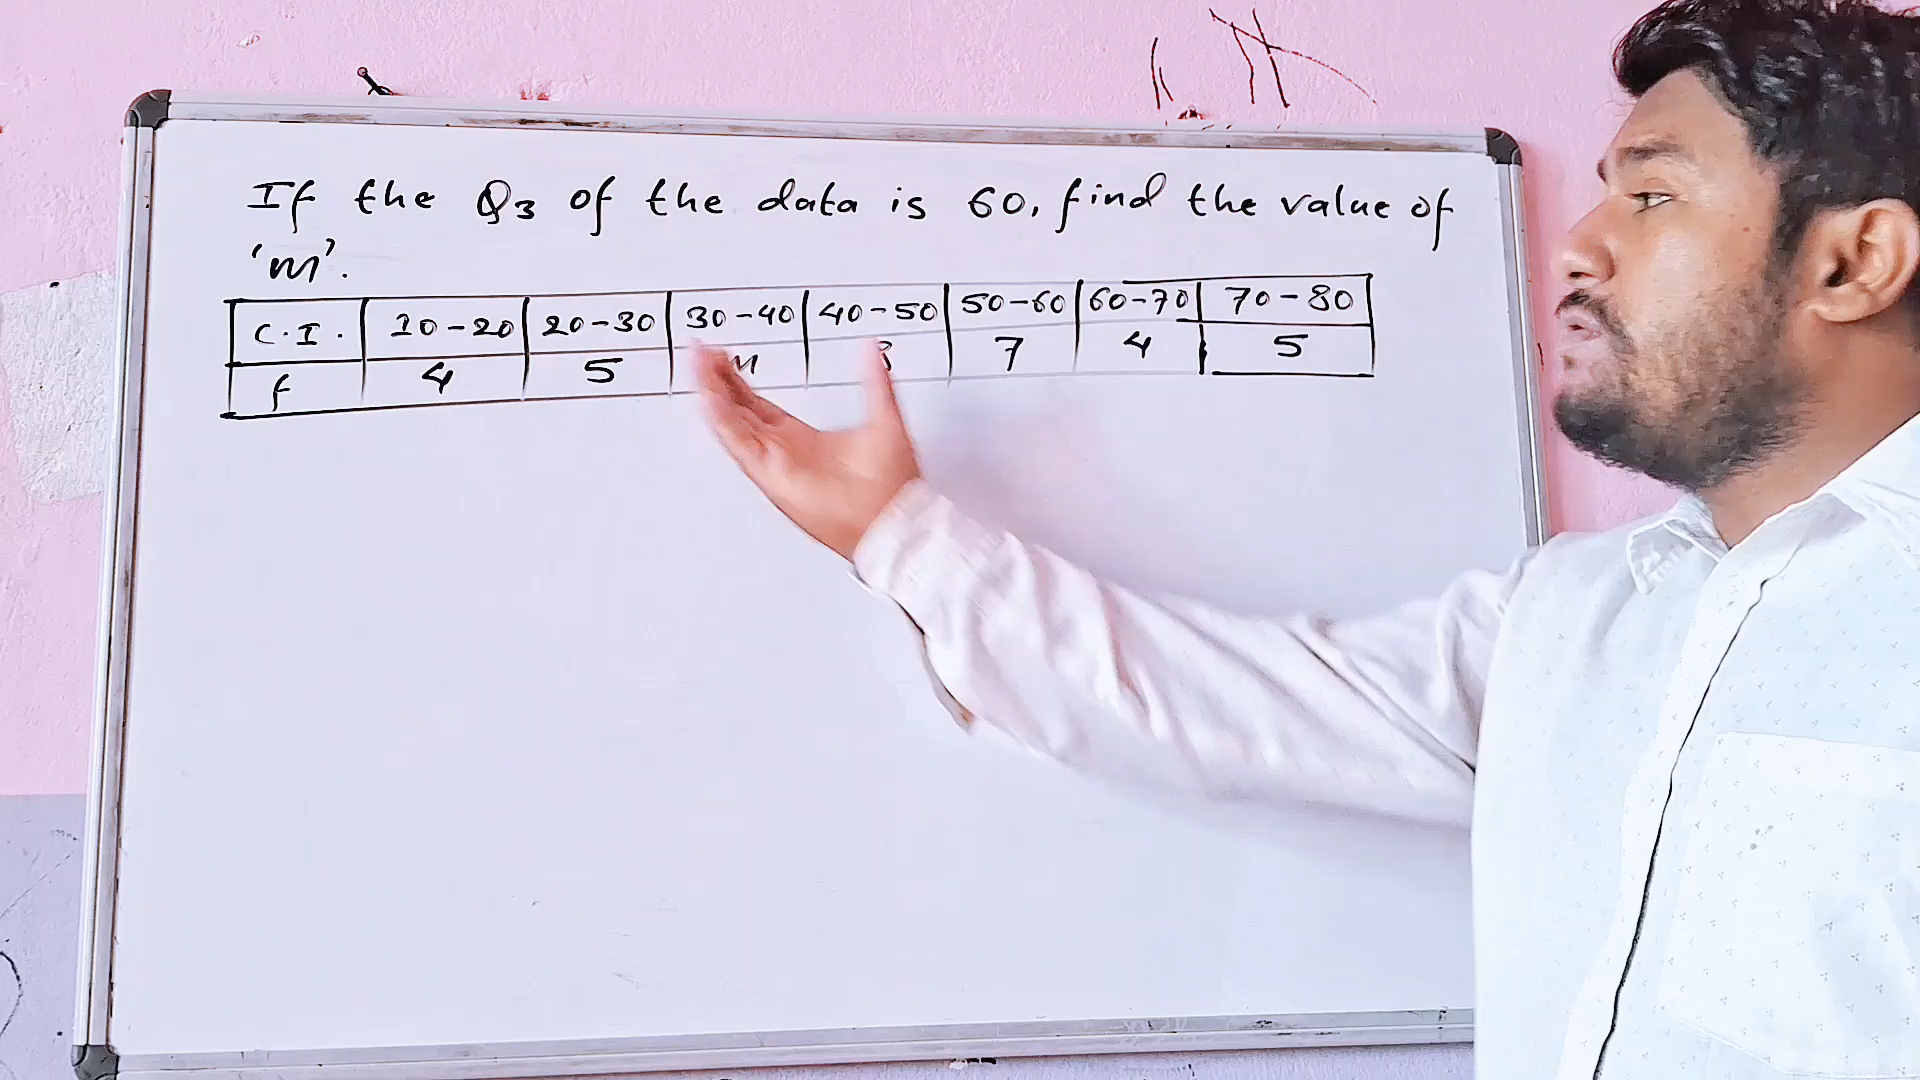 If the Q3 of the data is 60, find the value of
'm'.
C.I. 10-20 20-30 30-40 40-50 50-60 60-70 70-80
f 4 5 7 4 5